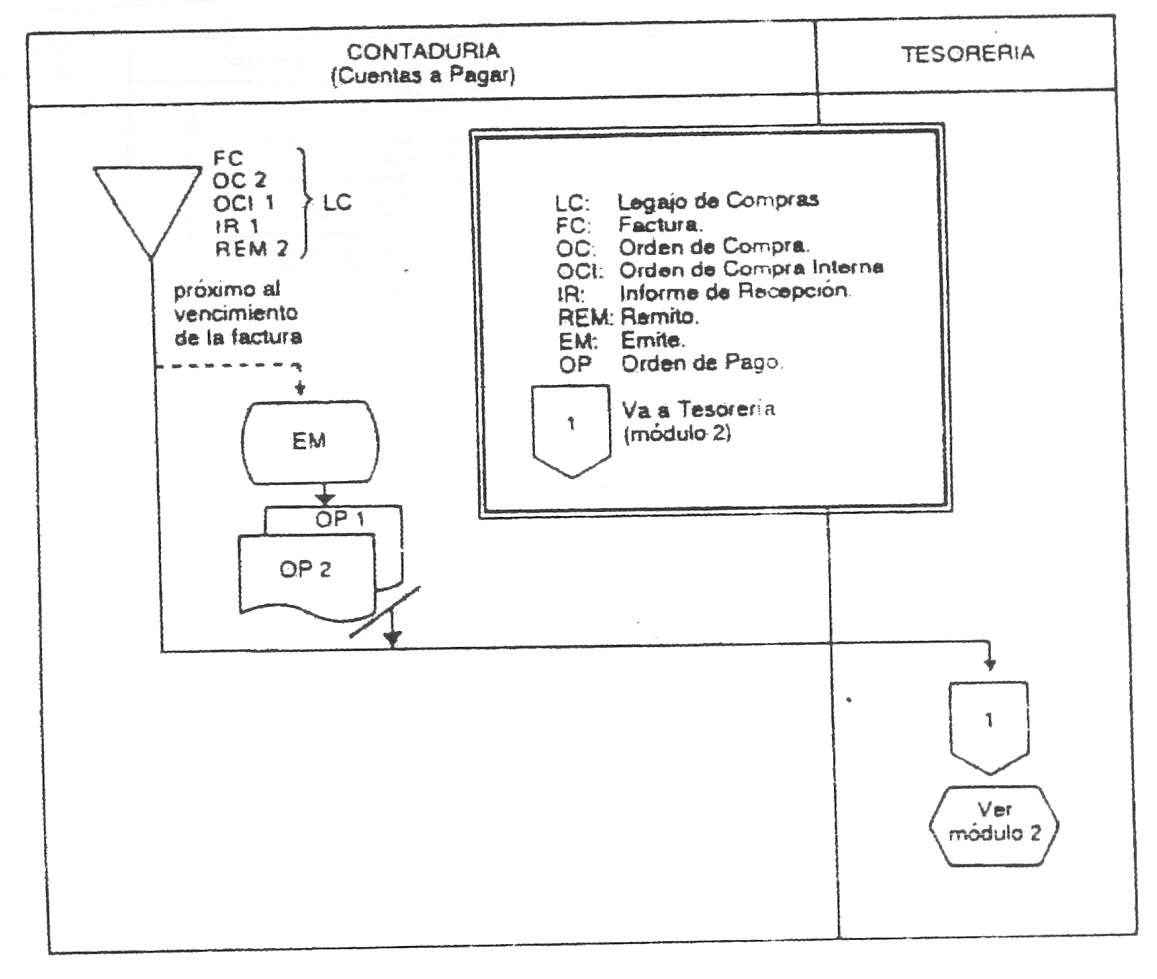 CONTADURIA
(Cuentas a Pagar)
TESORERIA
FC
OC 2
OCI 1
IR 1
REM 2
LC
próximo al
vencimiento
de la factura
EM
OP 1
OP 2
LC: Legajo de Compras
FC: Factura.
OC: Orden de Compra.
OCI: Orden de Compra Interna
IR: Informe de Recepción.
REM: Remito.
EM: Emite.
OP Orden de Pago.
1
Va a Tesorería
(módulo 2)
1
Ver
módulo 2